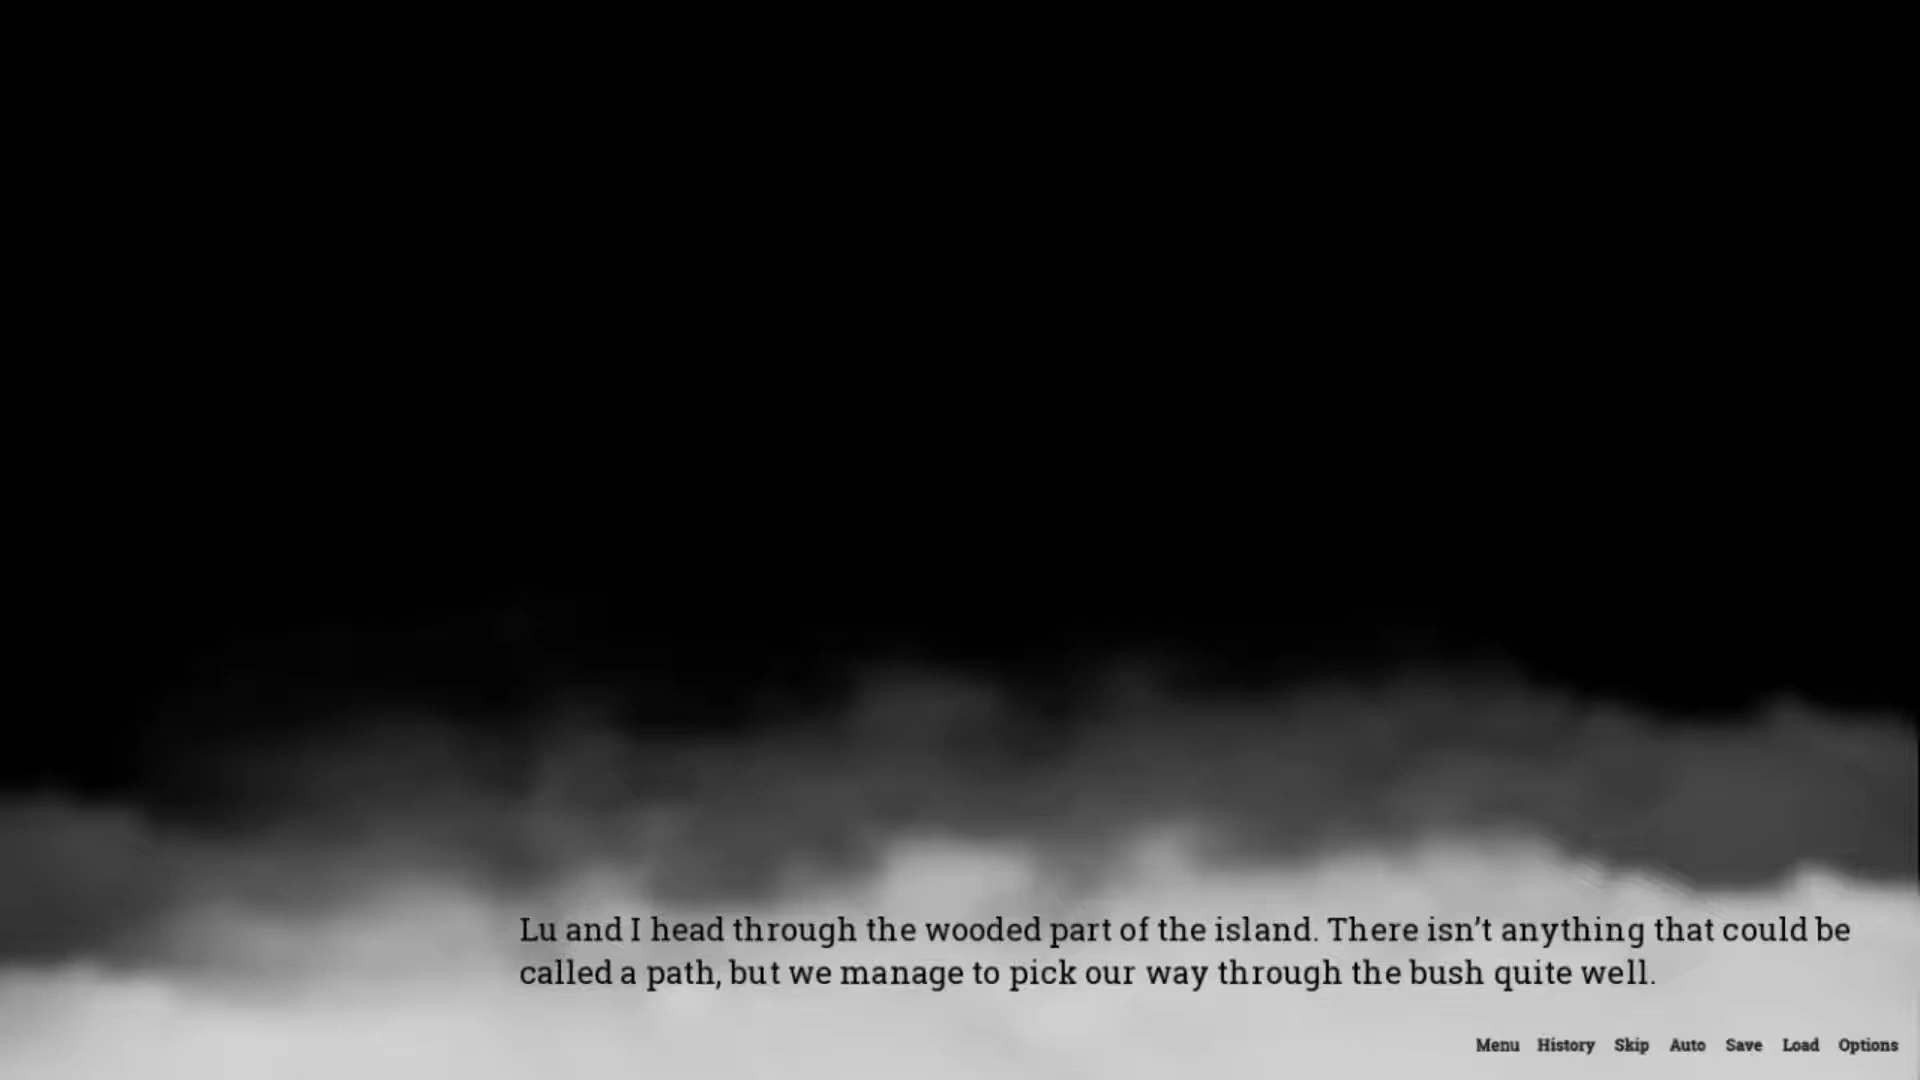 Lu and I head through the wooded part of the island. There isn’t anything that could be
called a path, but we manage to pick our way through the bush quite well.
Menu History Skip Auto Save Load Options